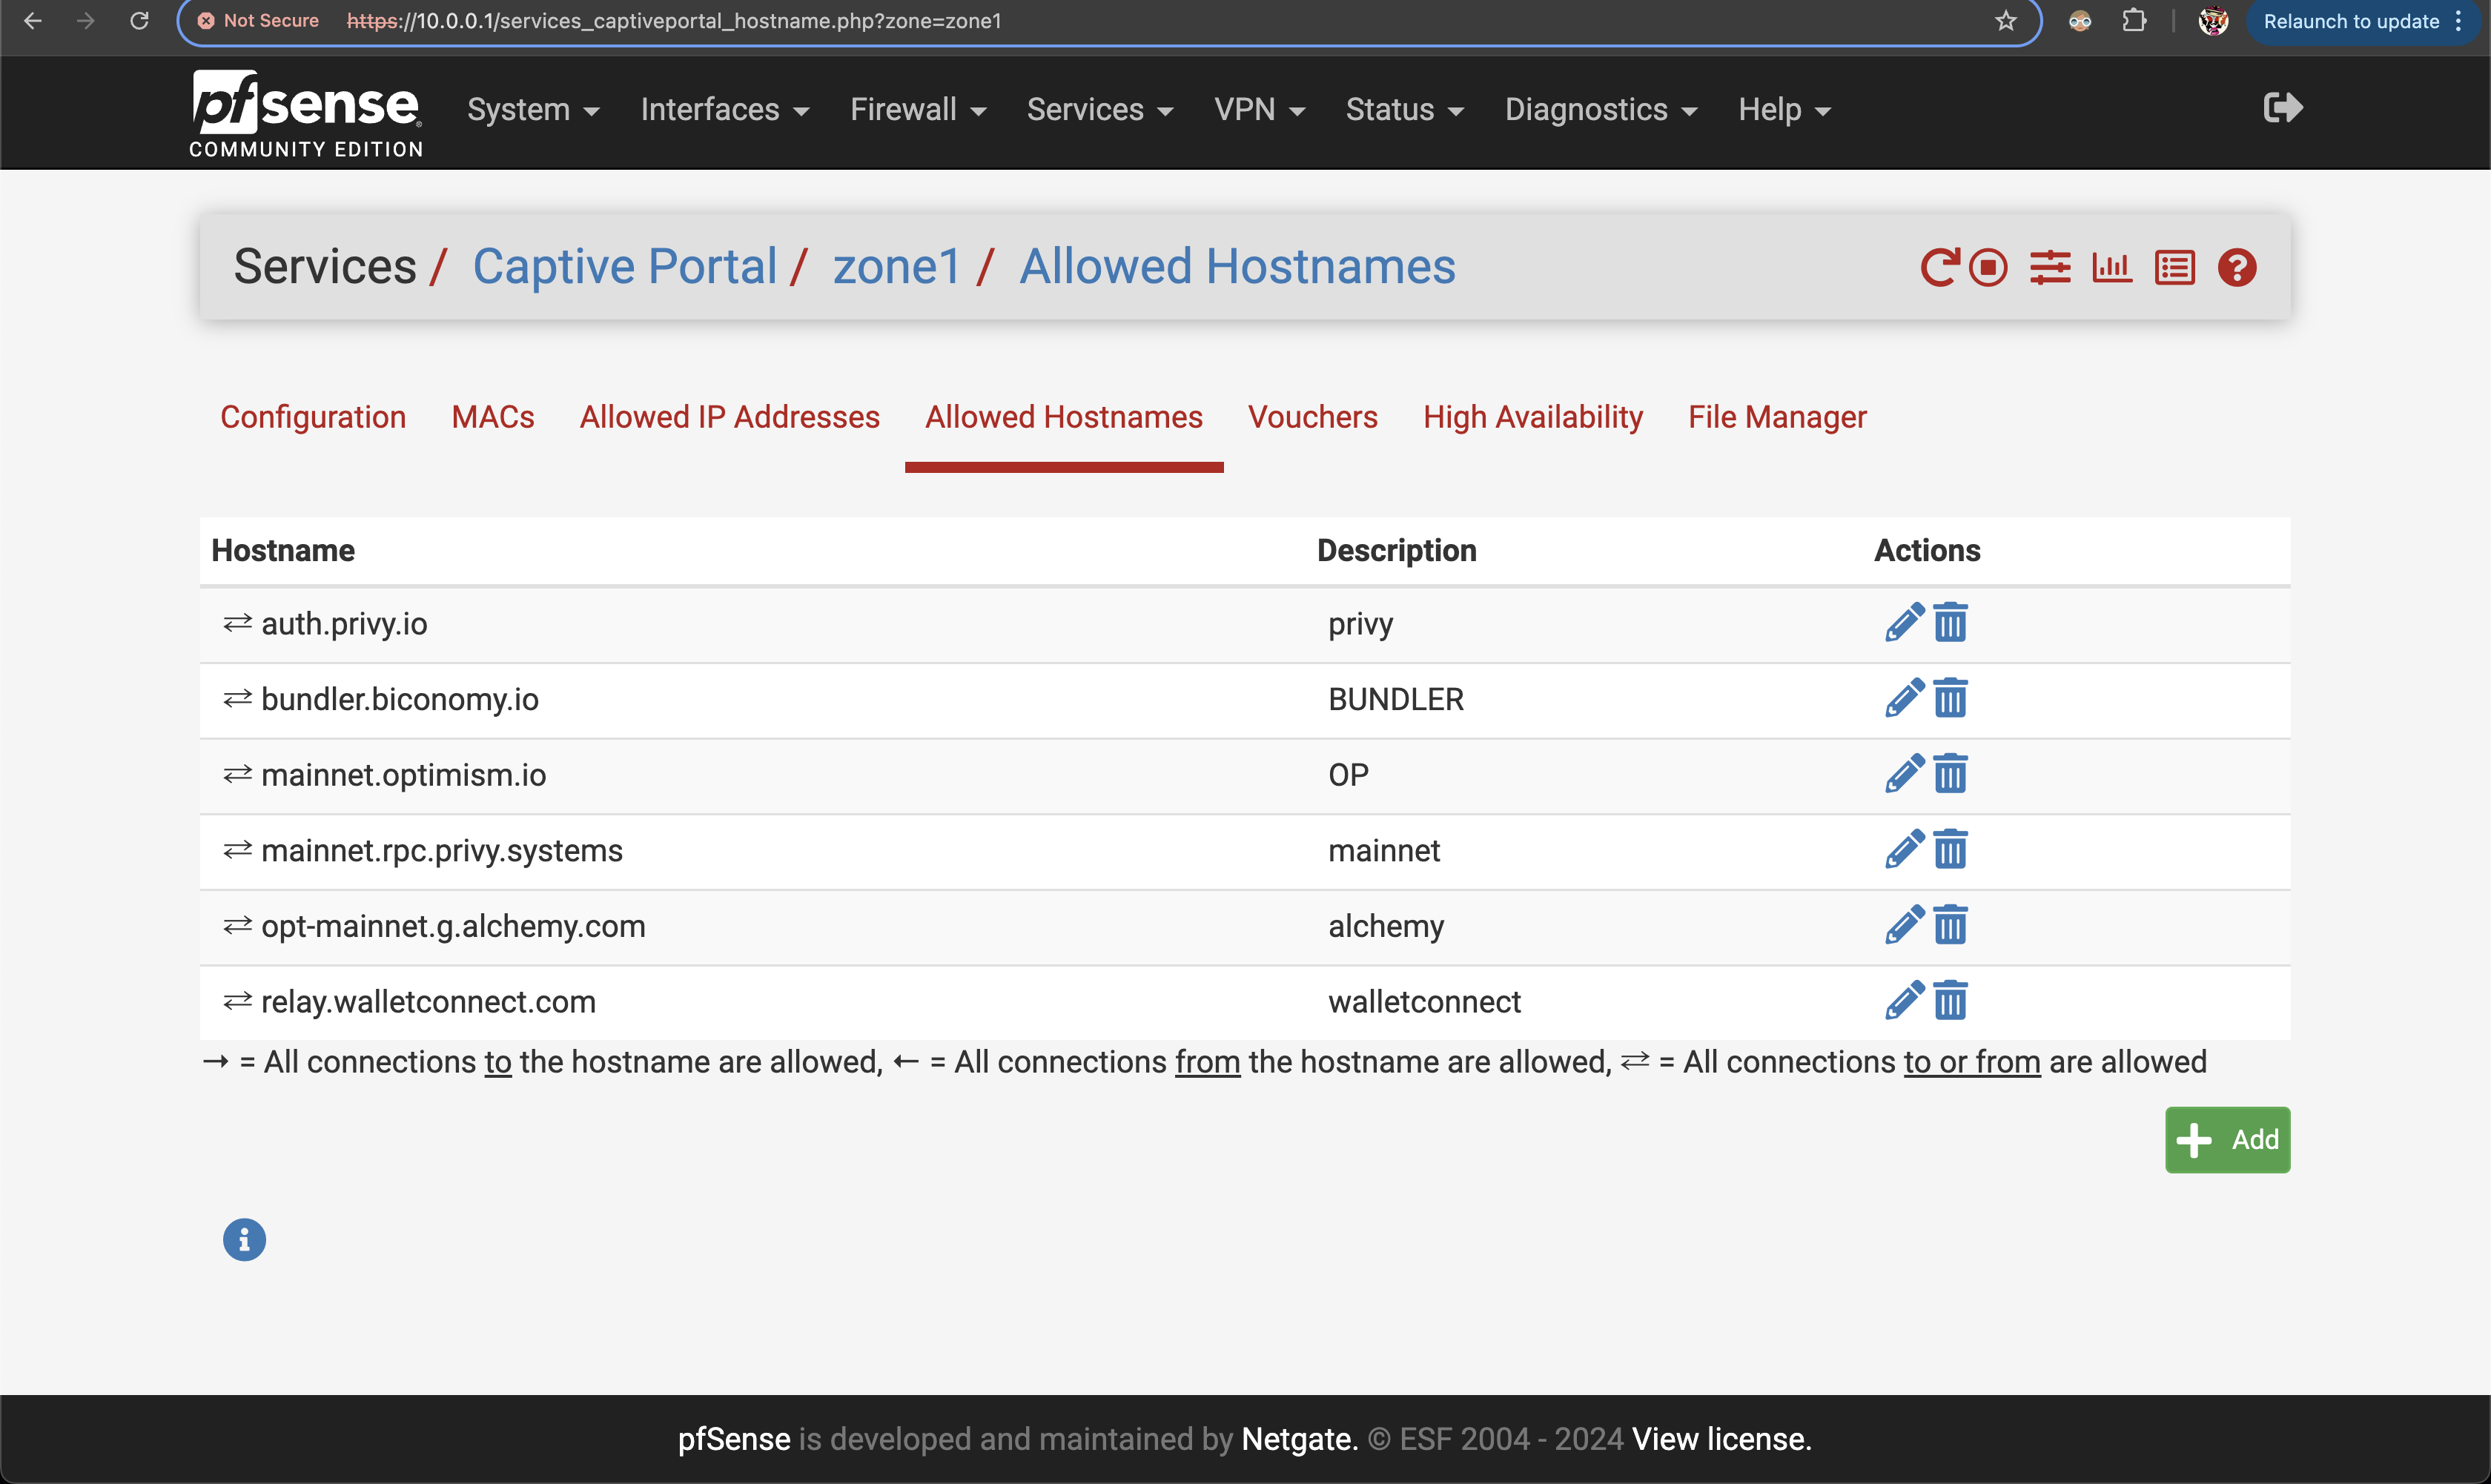 Not Secure https://10.0.0.1/services_captiveportal_hostname.php?zone=zone1 Relaunch to update
pfsense COMMUNITY EDITION
System Interfaces Firewall Services VPN Status Diagnostics Help
Services / Captive Portal / zone1 / Allowed Hostnames
Configuration MACs Allowed IP Addresses Allowed Hostnames Vouchers High Availability File Manager
Hostname Description Actions
⇄ auth.privy.io privy
⇄ bundler.biconomy.io BUNDLER
⇄ mainnet.optimism.io OP
⇄ mainnet.rpc.privy.systems mainnet
⇄ opt-mainnet.g.alchemy.com alchemy
⇄ relay.walletconnect.com walletconnect
→ = All connections to the hostname are allowed, ← = All connections from the hostname are allowed, ⇄ = All connections to or from are allowed
Add
pfSense is developed and maintained by Netgate. © ESF 2004 - 2024 View license.